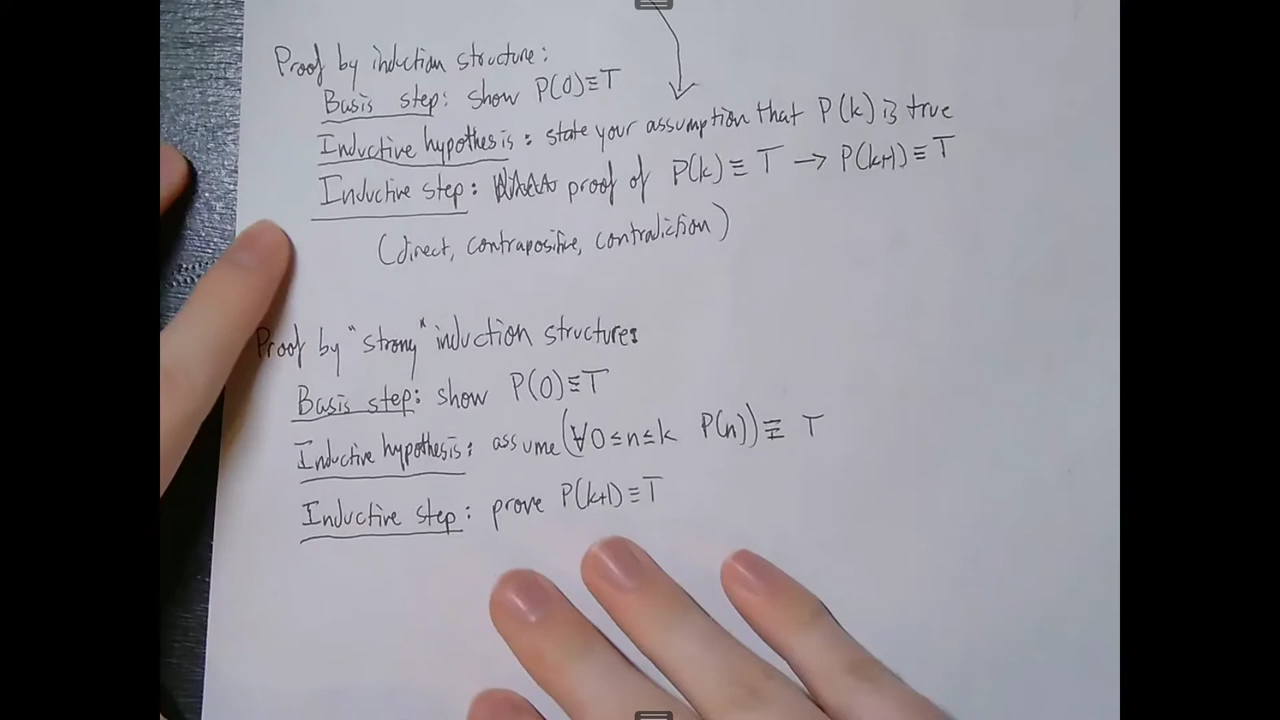 Proof by induction structure:
Basis step: show P(0)≡T
Inductive hypothesis: state your assumption that P(k) is true
Inductive step: proof of P(k) ≡ T → P(k+1) ≡ T
(direct, contrapositive, contradiction)
Proof by "strong" induction structure:
Basis step: show P(0)≡T
Inductive hypothesis: assume (∀0≤n≤k P(n)) ≡ T
Inductive step: prove P(k+1) ≡ T